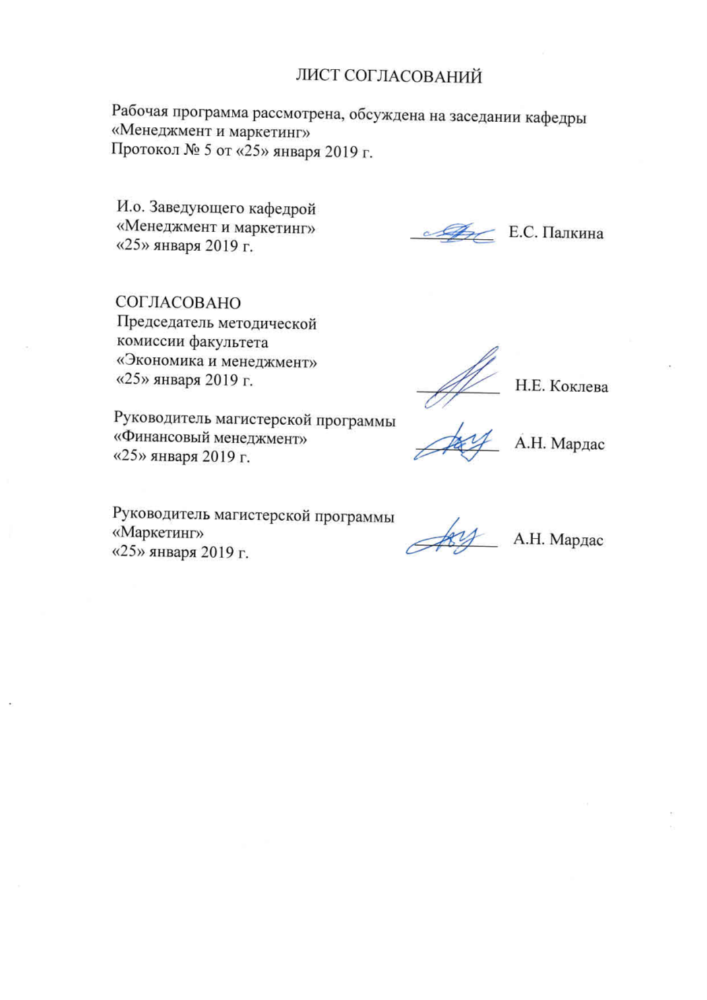 ЛИСТ СОГЛАСОВАНИЙ
Рабочая программа рассмотрена, обсуждена на заседании кафедры
«Менеджмент и маркетинг»
Протокол № 5 от «25» января 2019 г.
И.о. Заведующего кафедрой
«Менеджмент и маркетинг»
Е.С. Палкина
«25» января 2019 г.
СОГЛАСОВАНО
Председатель методической
комиссии факультета
«Экономика и менеджмент»
«25» января 2019 г.
Н.Е. Коклева
Руководитель магистерской программы
«Финансовый менеджмент»
А.Н. Мардас
«25» января 2019 г.
Руководитель магистерской программы
«Маркетинг»
А.Н. Мардас
«25» января 2019 г.